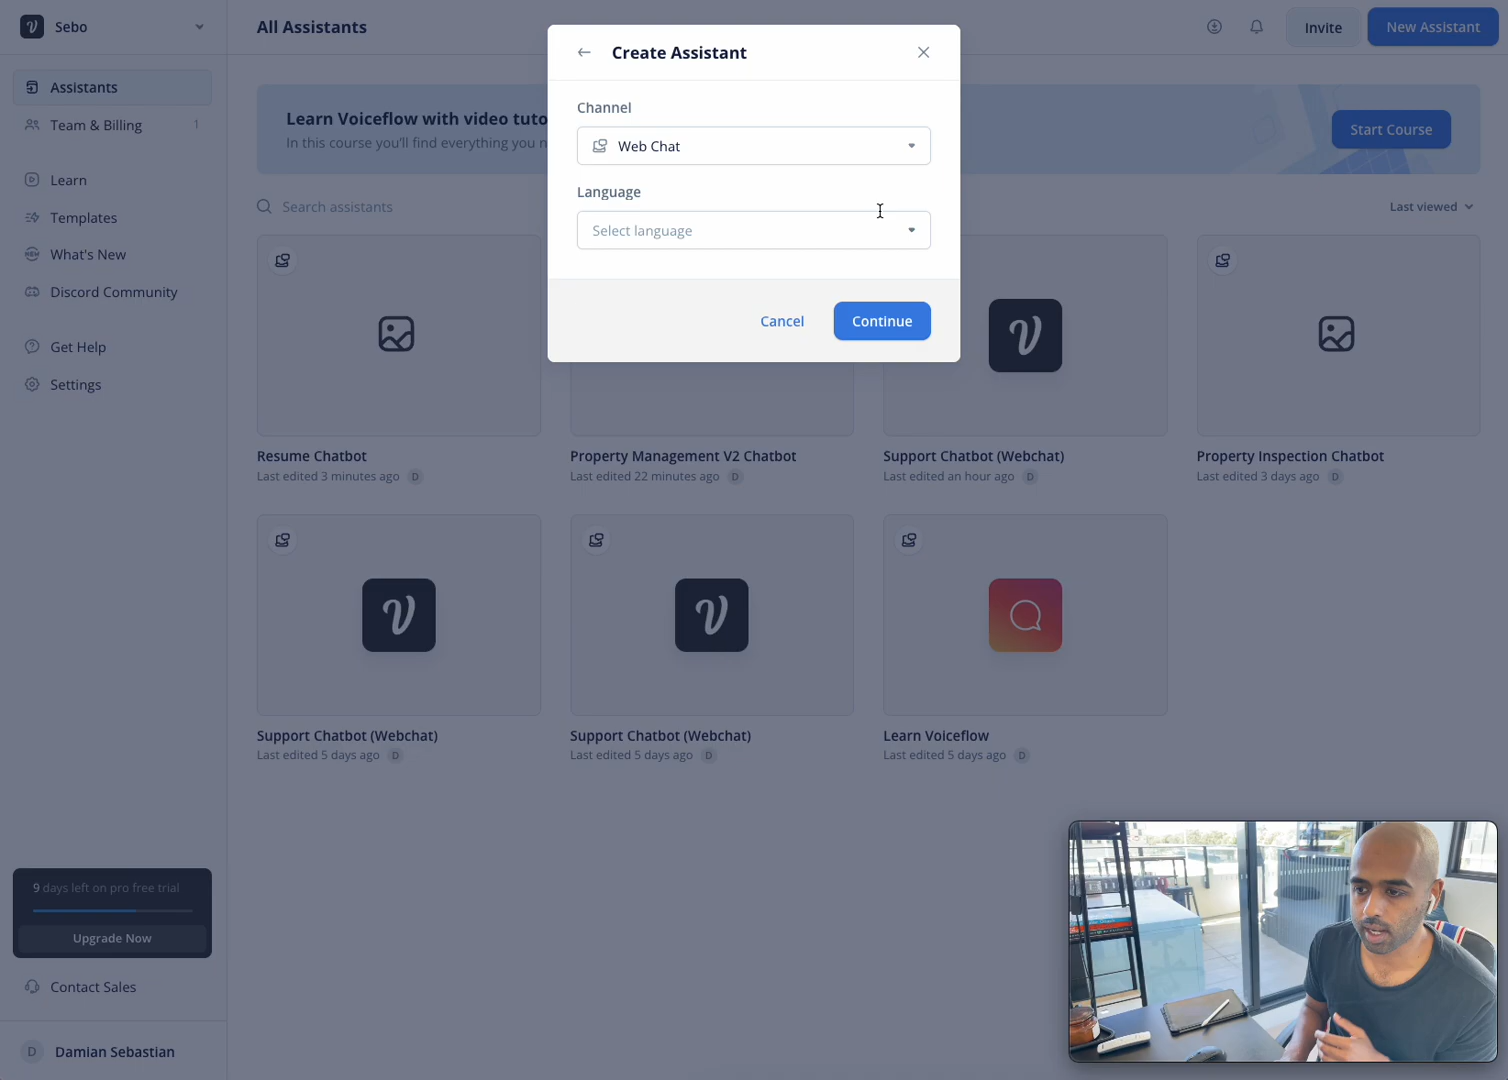 Sebo
All Assistants
Invite
New Assistant
Create Assistant
Channel
Web Chat
Language
Select language
Cancel
Continue
Assistants
Team & Billing 1
Learn
Templates
What's New
Discord Community
Get Help
Settings
Learn Voiceflow with video tuto
In this course you'll find everything you n
Start Course
Search assistants
Last viewed
Resume Chatbot
Last edited 3 minutes ago D
Property Management V2 Chatbot
Last edited 22 minutes ago D
Support Chatbot (Webchat)
Last edited an hour ago D
Property Inspection Chatbot
Last edited 3 days ago D
Support Chatbot (Webchat)
Last edited 5 days ago D
Support Chatbot (Webchat)
Last edited 5 days ago D
Learn Voiceflow
Last edited 5 days ago D
9 days left on pro free trial
Upgrade Now
Contact Sales
D Damian Sebastian